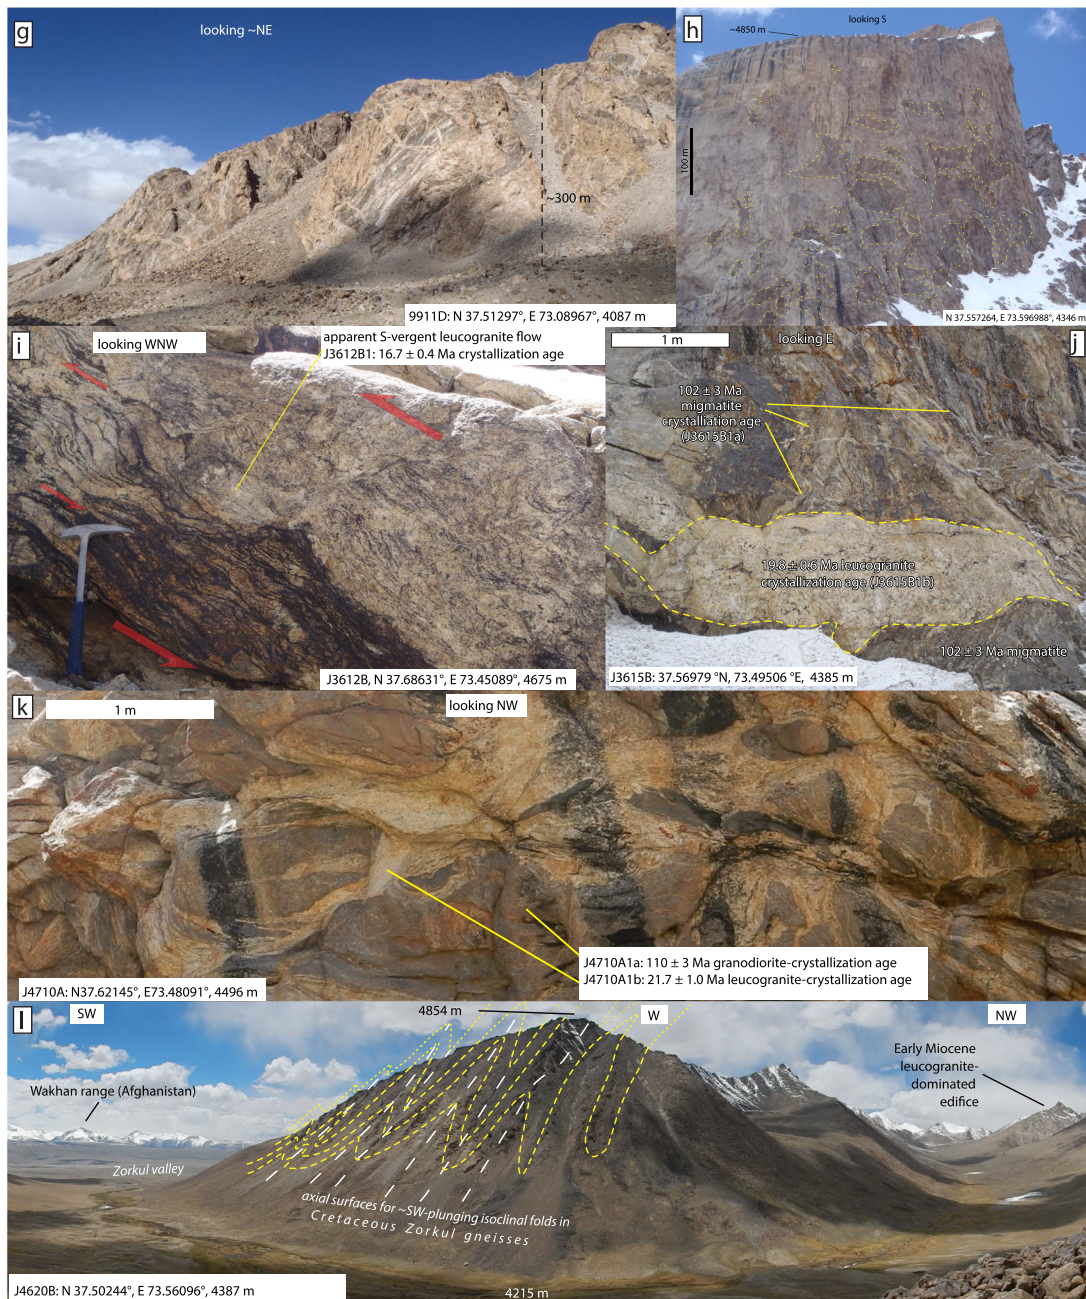 g
looking ~NE
~300 m
9911D: N 37.51297°, E 73.08967°, 4087 m
h
looking S
~4850 m
100 m
N 37.557264, E 73.596988°, 4346 m
i
looking WNW
apparent S-vergent leucogranite flow
J3612B1: 16.7 ± 0.4 Ma crystallization age
J3612B, N 37.68631°, E 73.45089°, 4675 m
j
1 m
looking E
102 ± 3 Ma
migmatite
crystalliation age
(J3615B1a)
19.8 ± 0.6 Ma leucogranite
crystallization age (J3615B1b)
102 ± 3 Ma migmatite
J3615B: 37.56979 °N, 73.49506 °E, 4385 m
k
1 m
looking NW
J4710A1a: 110 ± 3 Ma granodiorite-crystallization age
J4710A1b: 21.7 ± 1.0 Ma leucogranite-crystallization age
J4710A: N37.62145°, E73.48091°, 4496 m
l
SW
4854 m
W
NW
Wakhan range (Afghanistan)
Early Miocene
leucogranite-
dominated
edifice
Zorkul valley
axial surfaces for ~SW-plunging isoclinal folds in
Cretaceous Zorkul gneisses
J4620B: N 37.50244°, E 73.56096°, 4387 m
4215 m